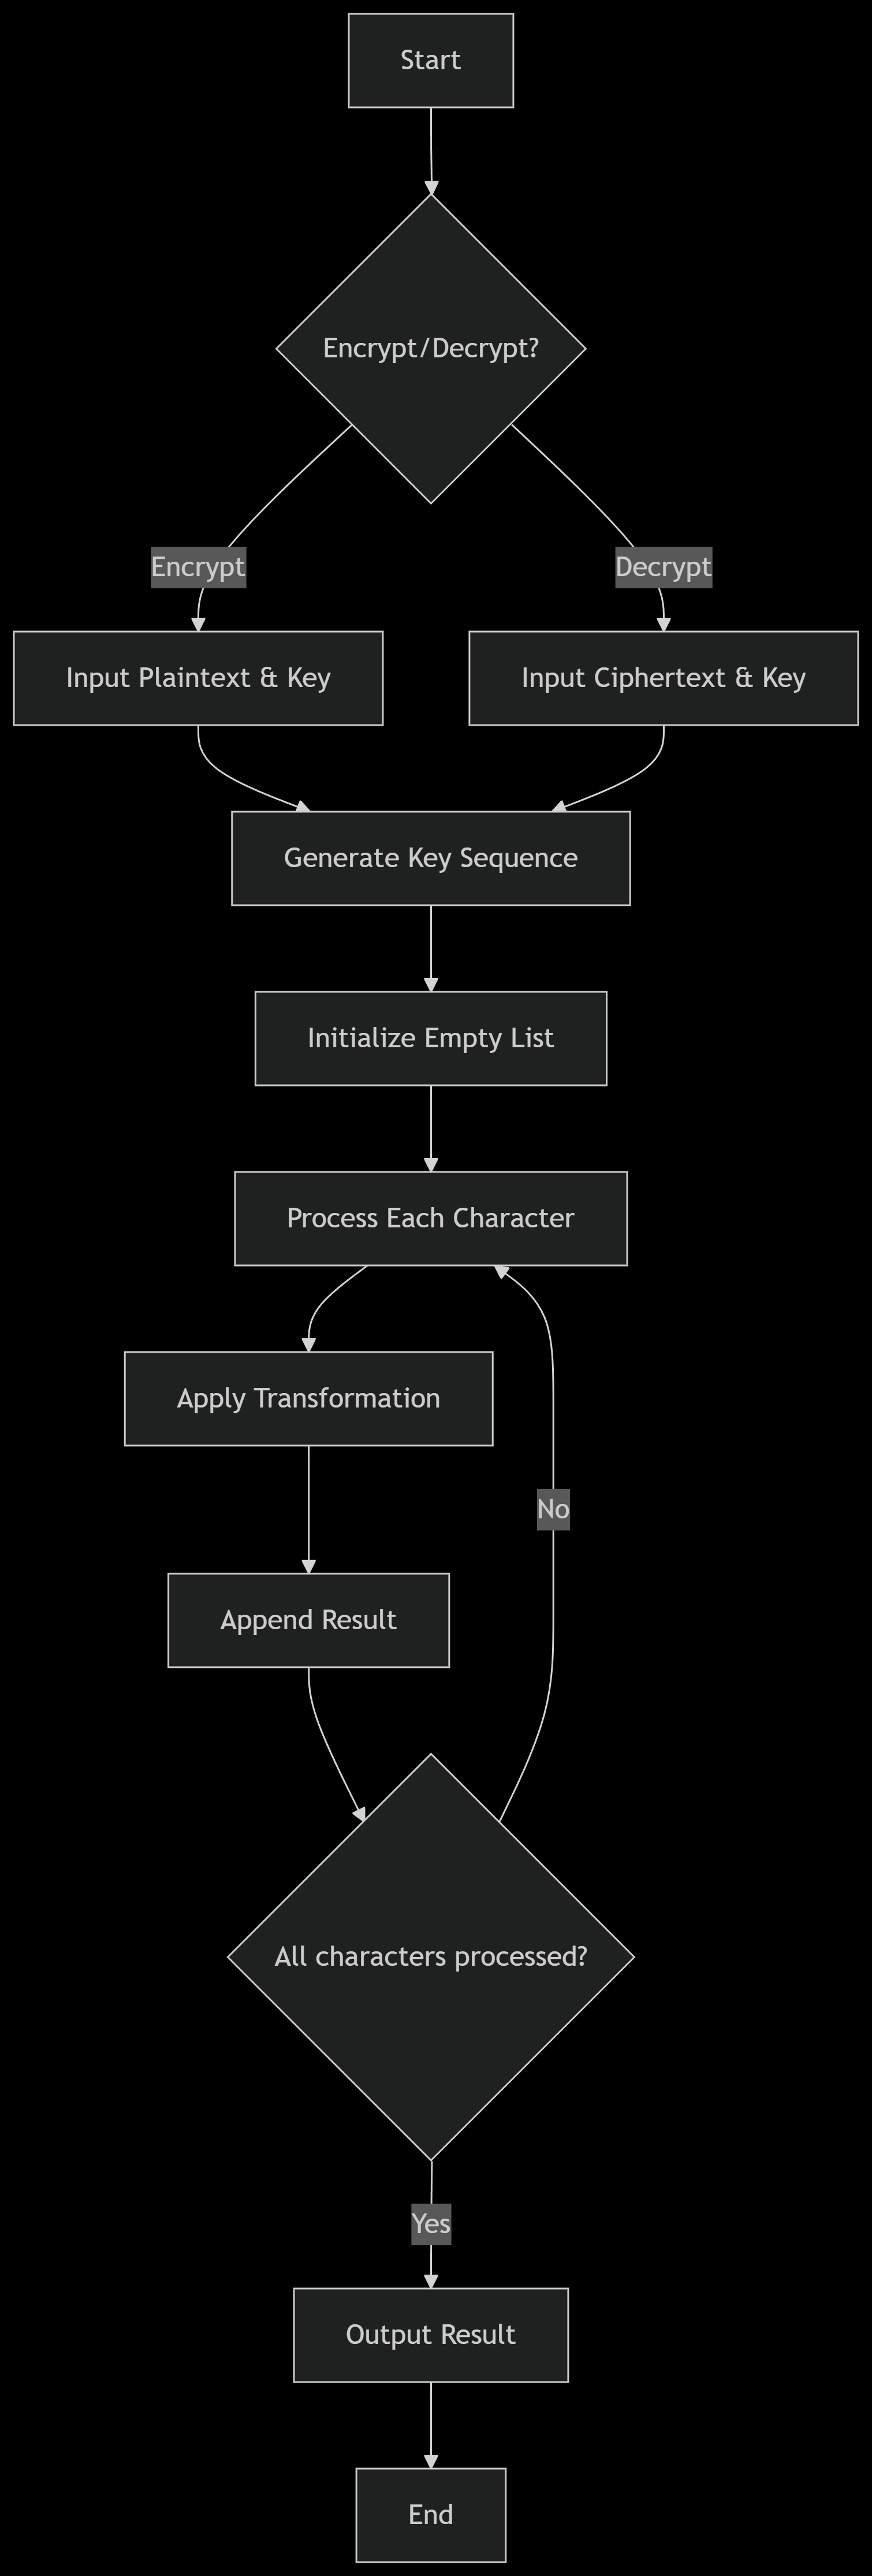 Start
Encrypt/Decrypt?
Encrypt
Decrypt
Input Plaintext & Key
Input Ciphertext & Key
Generate Key Sequence
Initialize Empty List
Process Each Character
Apply Transformation
No
Append Result
All characters processed?
Yes
Output Result
End